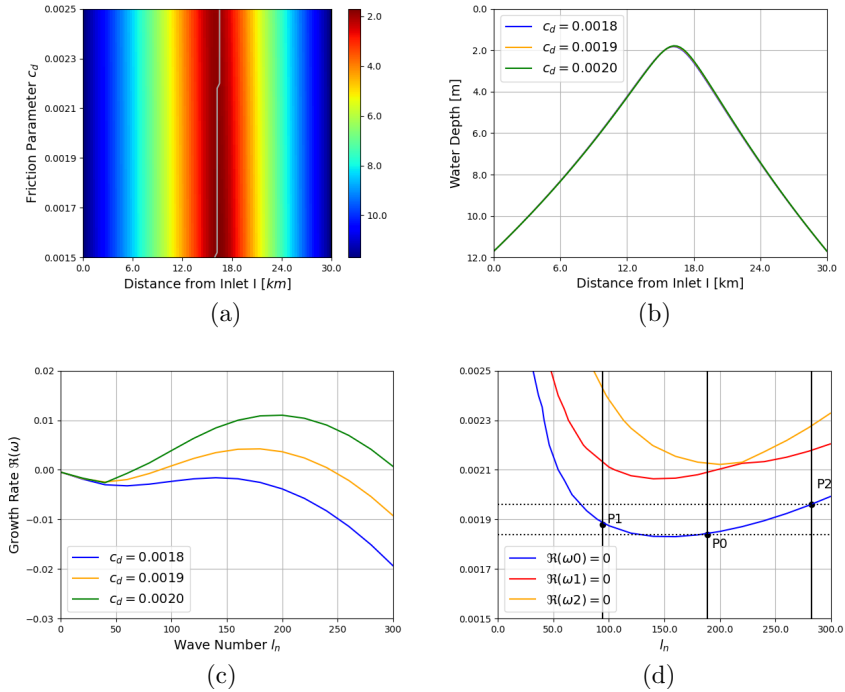 0.0025
0.0023
0.0021
0.0019
0.0017
0.0015
Friction Parameter c_d
0.0
6.0
12.0
18.0
24.0
30.0
Distance from Inlet I [km]
2.0
4.0
6.0
8.0
10.0
(a)
0.0
2.0
4.0
6.0
8.0
10.0
12.0
Water Depth [m]
c_d = 0.0018
c_d = 0.0019
c_d = 0.0020
0.0
6.0
12.0
18.0
24.0
30.0
Distance from Inlet I [km]
(b)
0.02
0.01
0.00
−0.01
−0.02
−0.03
Growth Rate ℜ(ω)
c_d = 0.0018
c_d = 0.0019
c_d = 0.0020
0
50
100
150
200
250
300
Wave Number l_n
(c)
0.0025
0.0023
0.0021
0.0019
0.0017
0.0015
P2
P1
P0
ℜ(ω0) = 0
ℜ(ω1) = 0
ℜ(ω2) = 0
0.0
50.0
100.0
150.0
200.0
250.0
300.0
l_n
(d)